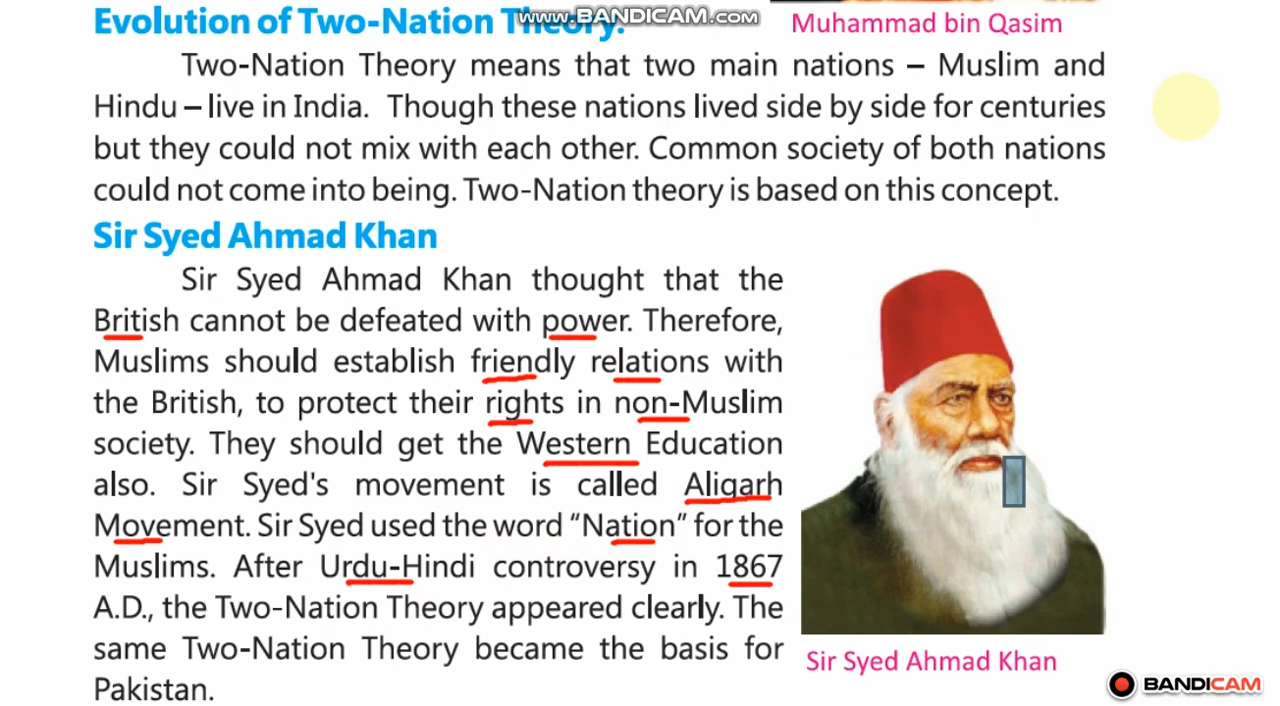 Evolution of Two-Nation Theory:
www.BANDICAM.com
Muhammad bin Qasim
Two-Nation Theory means that two main nations – Muslim and
Hindu – live in India. Though these nations lived side by side for centuries
but they could not mix with each other. Common society of both nations
could not come into being. Two-Nation theory is based on this concept.
Sir Syed Ahmad Khan
Sir Syed Ahmad Khan thought that the
British cannot be defeated with power. Therefore,
Muslims should establish friendly relations with
the British, to protect their rights in non-Muslim
society. They should get the Western Education
also. Sir Syed's movement is called Aligarh
Movement. Sir Syed used the word “Nation” for the
Muslims. After Urdu-Hindi controversy in 1867
A.D., the Two-Nation Theory appeared clearly. The
same Two-Nation Theory became the basis for
Pakistan.
Sir Syed Ahmad Khan
BANDICAM